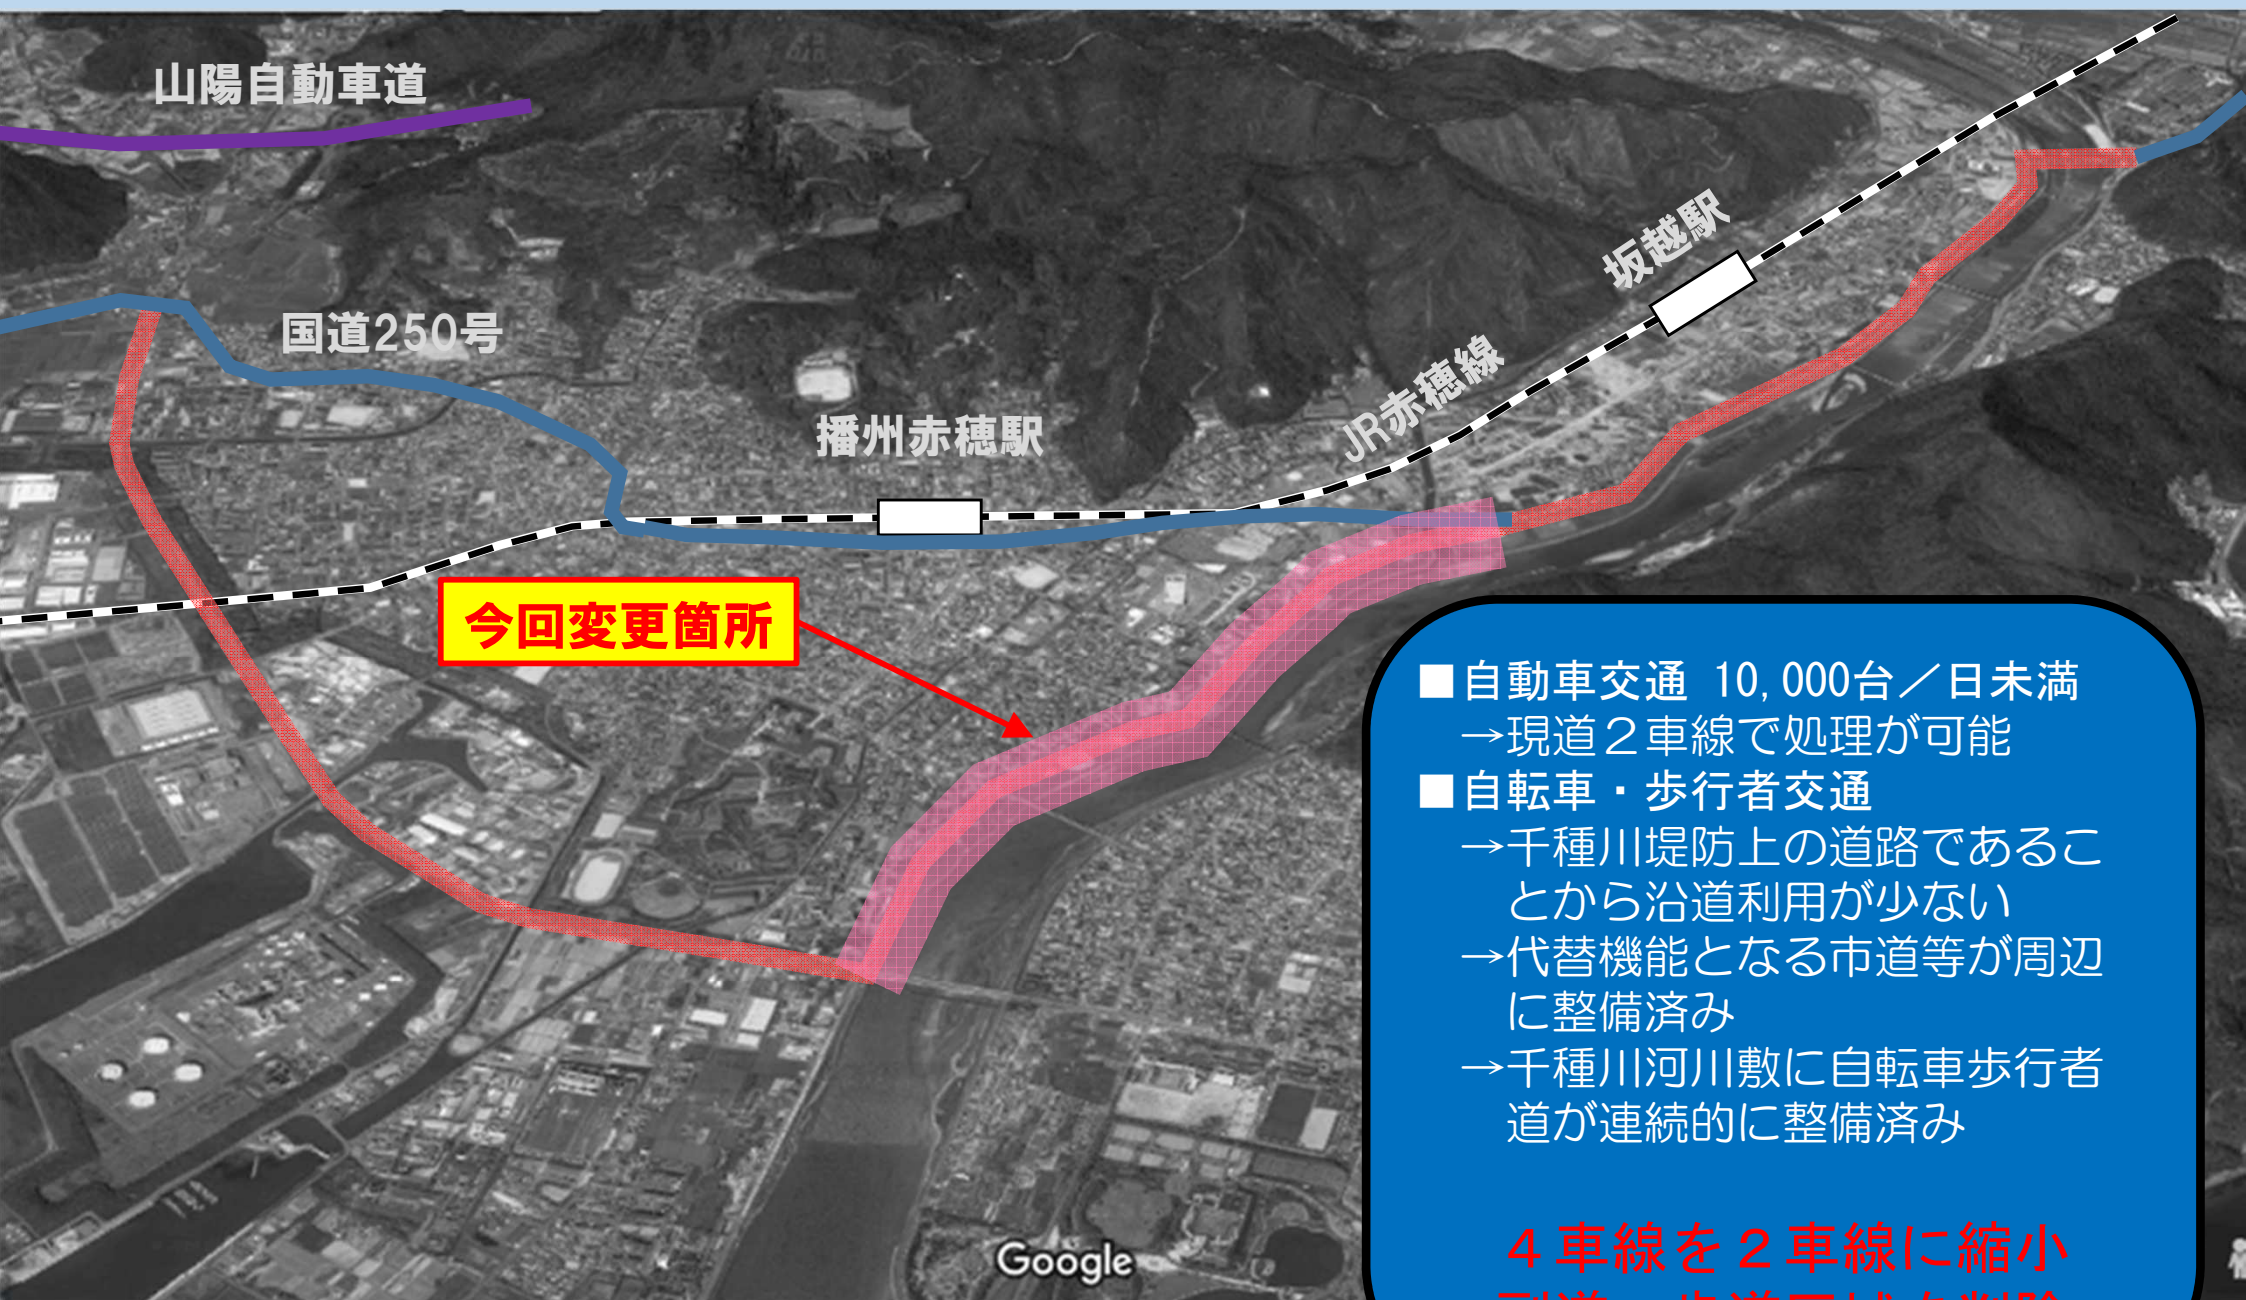 山陽自動車道
坂越駅
国道250号
JR赤穂線
播州赤穂駅
今回変更箇所
■自動車交通 10,000台／日未満
→現道２車線で処理が可能
■自転車・歩行者交通
→千種川堤防上の道路であるこ
とから沿道利用が少ない
→代替機能となる市道等が周辺
に整備済み
→千種川河川敷に自転車歩行者
道が連続的に整備済み
４車線を２車線に縮小
Google